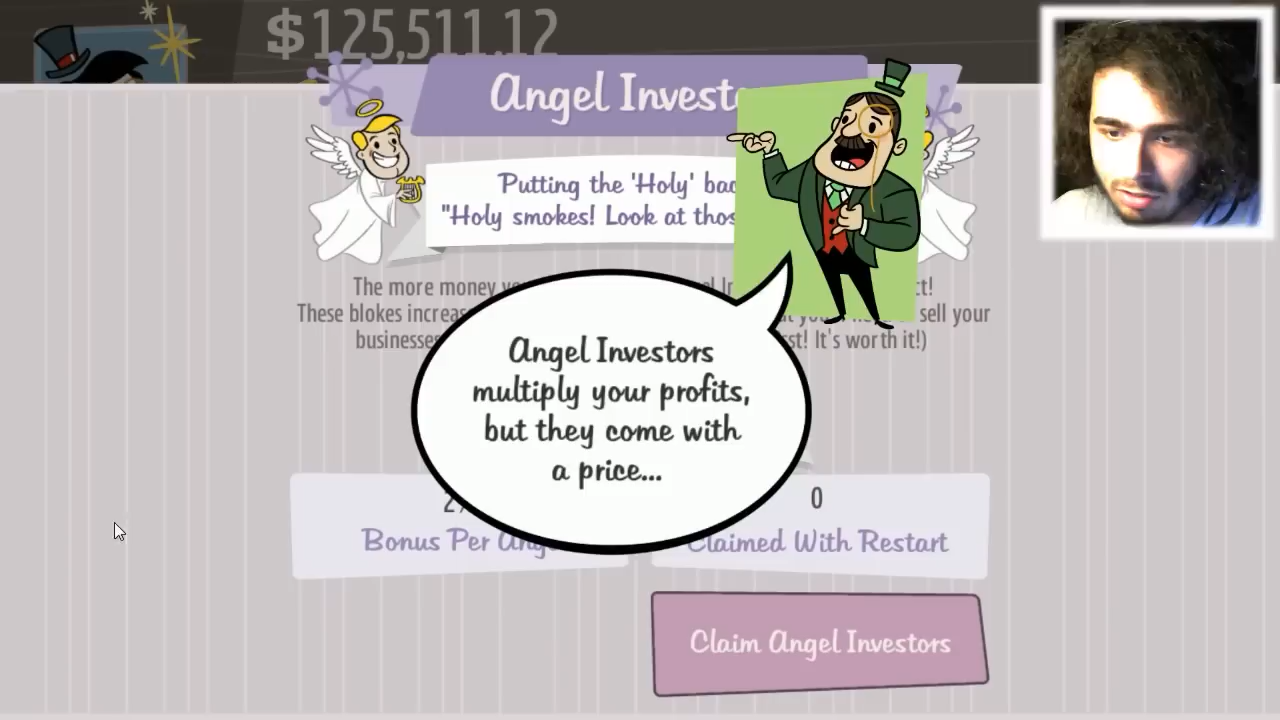 $125,511.12
Angel Invest
Putting the 'Holy' bac
"Holy smokes! Look at thos
The more money yo
ct!
These blokes increas
sell your
businesses
st! It's worth it!)
Angel Investors
multiply your profits,
but they come with
a price...
0
Bonus Per Ange
Claimed With Restart
Claim Angel Investors